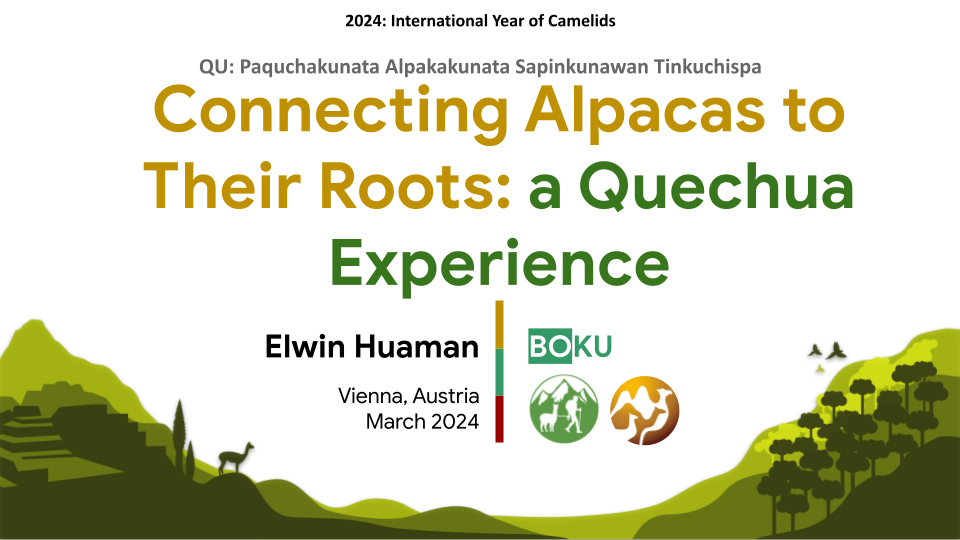 2024: International Year of Camelids
QU: Paquchakunata Alpakakunata Sapinkunawan Tinkuchispa
Connecting Alpacas to
Their Roots: a Quechua
Experience
Elwin Huaman
BOKU
Vienna, Austria
March 2024